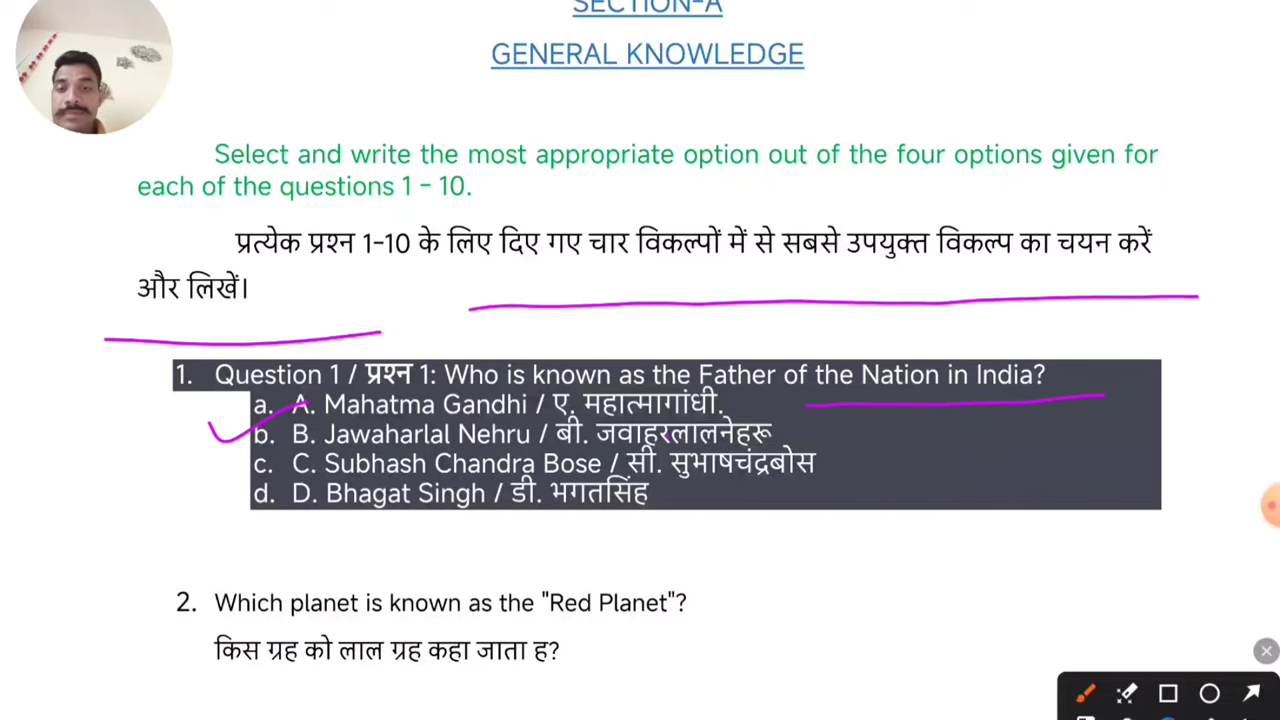 SECTION-A
GENERAL KNOWLEDGE
Select and write the most appropriate option out of the four options given for
each of the questions 1 - 10.
प्रत्येक प्रश्न 1-10 के लिए दिए गए चार विकल्पों में से सबसे उपयुक्त विकल्प का चयन करें
और लिखें।
1. Question 1 / प्रश्न 1: Who is known as the Father of the Nation in India?
a. A. Mahatma Gandhi / ए. महात्मागांधी.
b. B. Jawaharlal Nehru / बी. जवाहरलालनेहरू
c. C. Subhash Chandra Bose / सी. सुभाषचंद्रबोस
d. D. Bhagat Singh / डी. भगतसिंह
2. Which planet is known as the "Red Planet"?
किस ग्रह को लाल ग्रह कहा जाता ह?